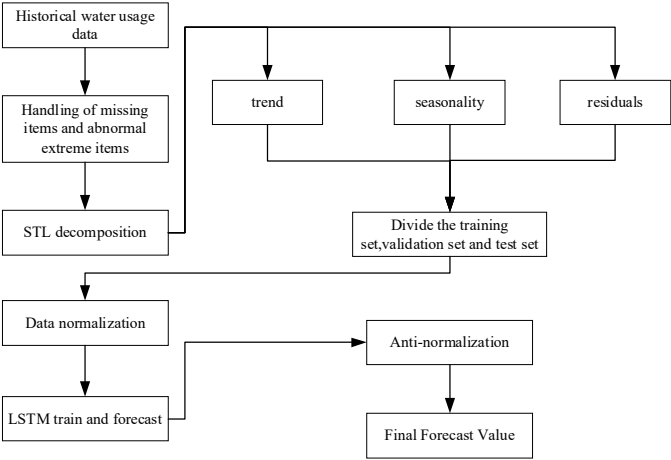 Historical water usage
data
Handling of missing
items and abnormal
extreme items
STL decomposition
trend
seasonality
residuals
Divide the training
set,validation set and test set
Data normalization
LSTM train and forecast
Anti-normalization
Final Forecast Value